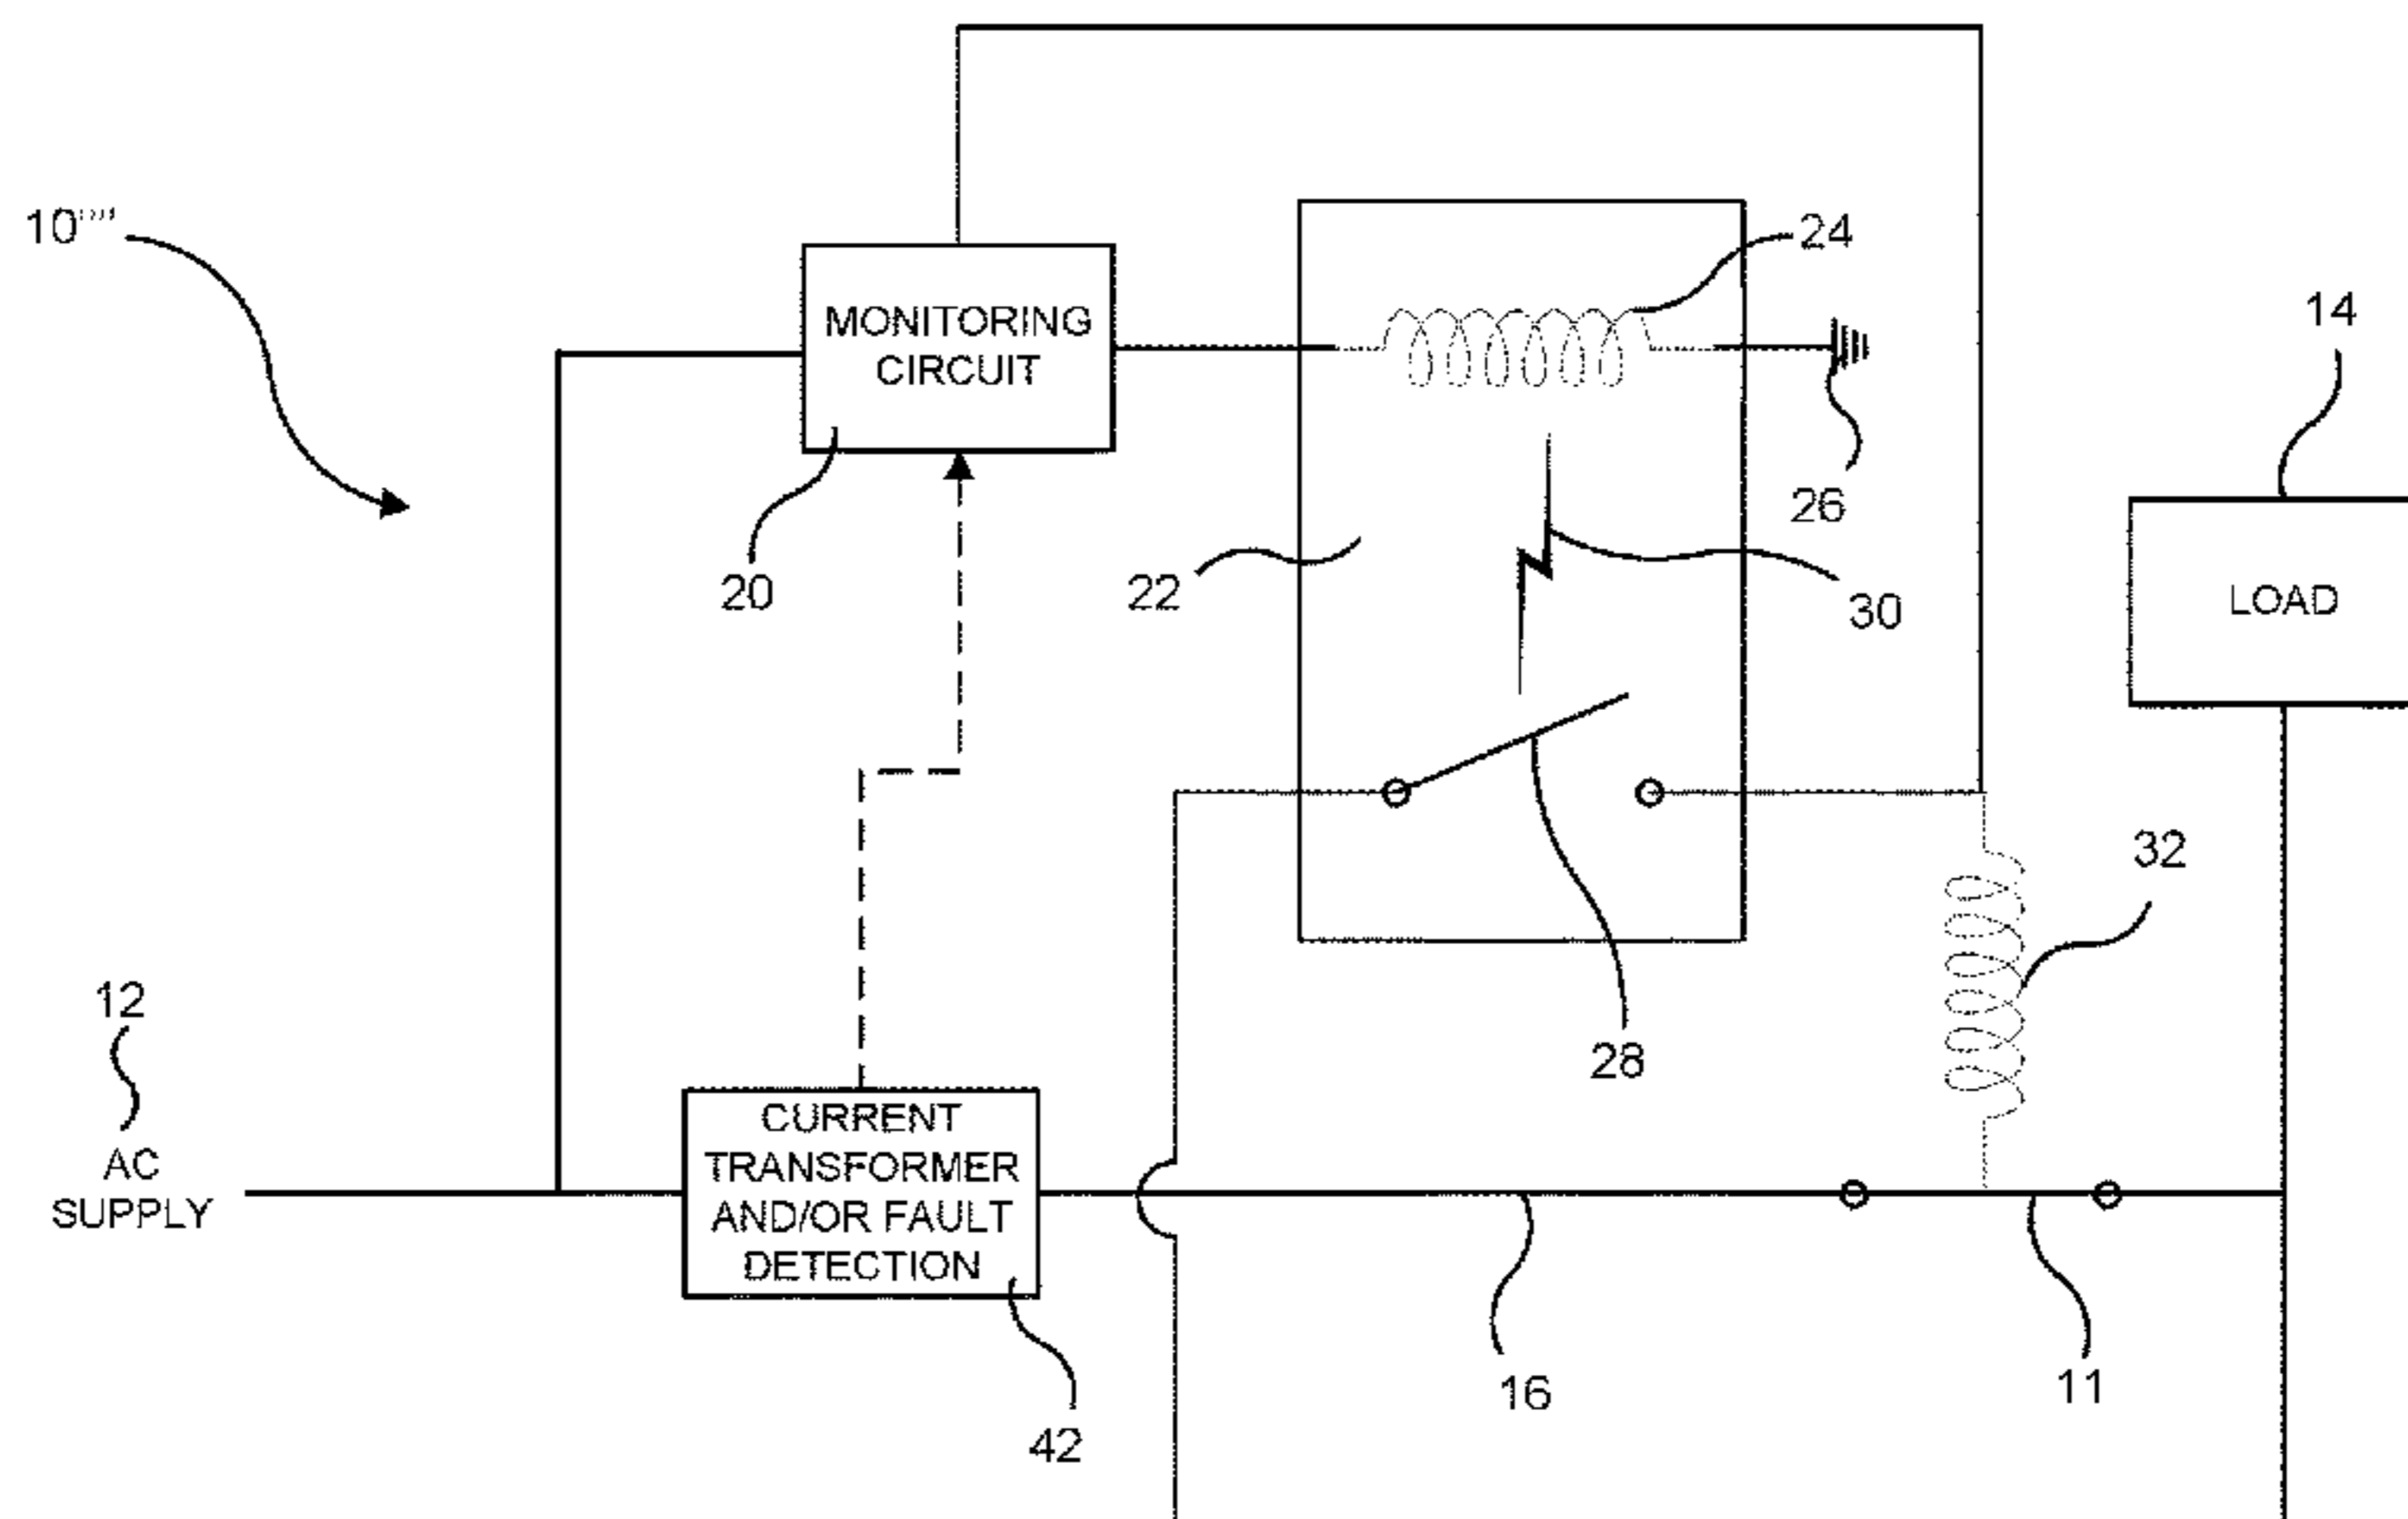 10''''
24
14
MONITORING
CIRCUIT
26
20
22
30
LOAD
32
12
28
AC
SUPPLY
CURRENT
TRANSFORMER
AND/OR FAULT
DETECTION
16
11
42